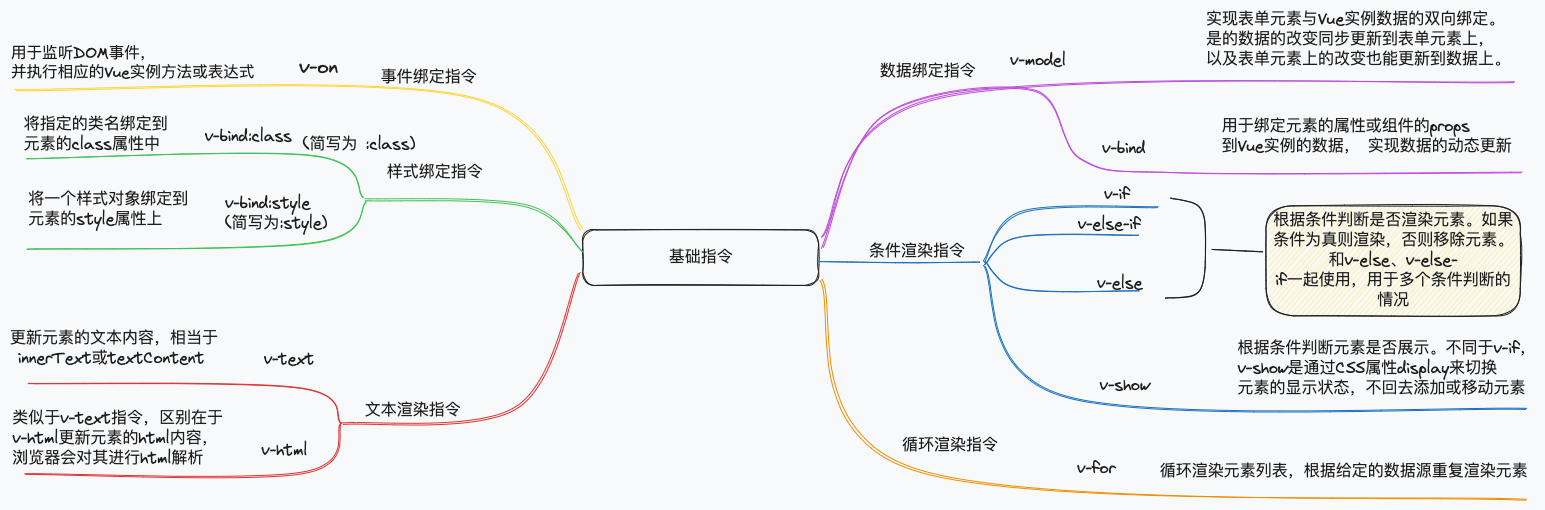 基础指令
事件绑定指令
v-on
用于监听DOM事件,
并执行相应的Vue实例方法或表达式
样式绑定指令
v-bind:class
(简写为 :class)
将指定的类名绑定到
元素的class属性中
v-bind:style
(简写为:style)
将一个样式对象绑定到
元素的style属性上
文本渲染指令
v-text
更新元素的文本内容，相当于
innerText或textContent
v-html
类似于v-text指令，区别在于
v-html更新元素的html内容,
浏览器会对其进行html解析
数据绑定指令
v-model
实现表单元素与Vue实例数据的双向绑定。
是的数据的改变同步更新到表单元素上，
以及表单元素上的改变也能更新到数据上。
v-bind
用于绑定元素的属性或组件的props
到Vue实例的数据， 实现数据的动态更新
条件渲染指令
v-if
v-else-if
v-else
根据条件判断是否渲染元素。如果
条件为真则渲染，否则移除元素。
和v-else、v-else-
if一起使用，用于多个条件判断的
情况
v-show
根据条件判断元素是否展示。不同于v-if,
v-show是通过CSS属性display来切换
元素的显示状态，不回去添加或移动元素
循环渲染指令
v-for
循环渲染元素列表，根据给定的数据源重复渲染元素